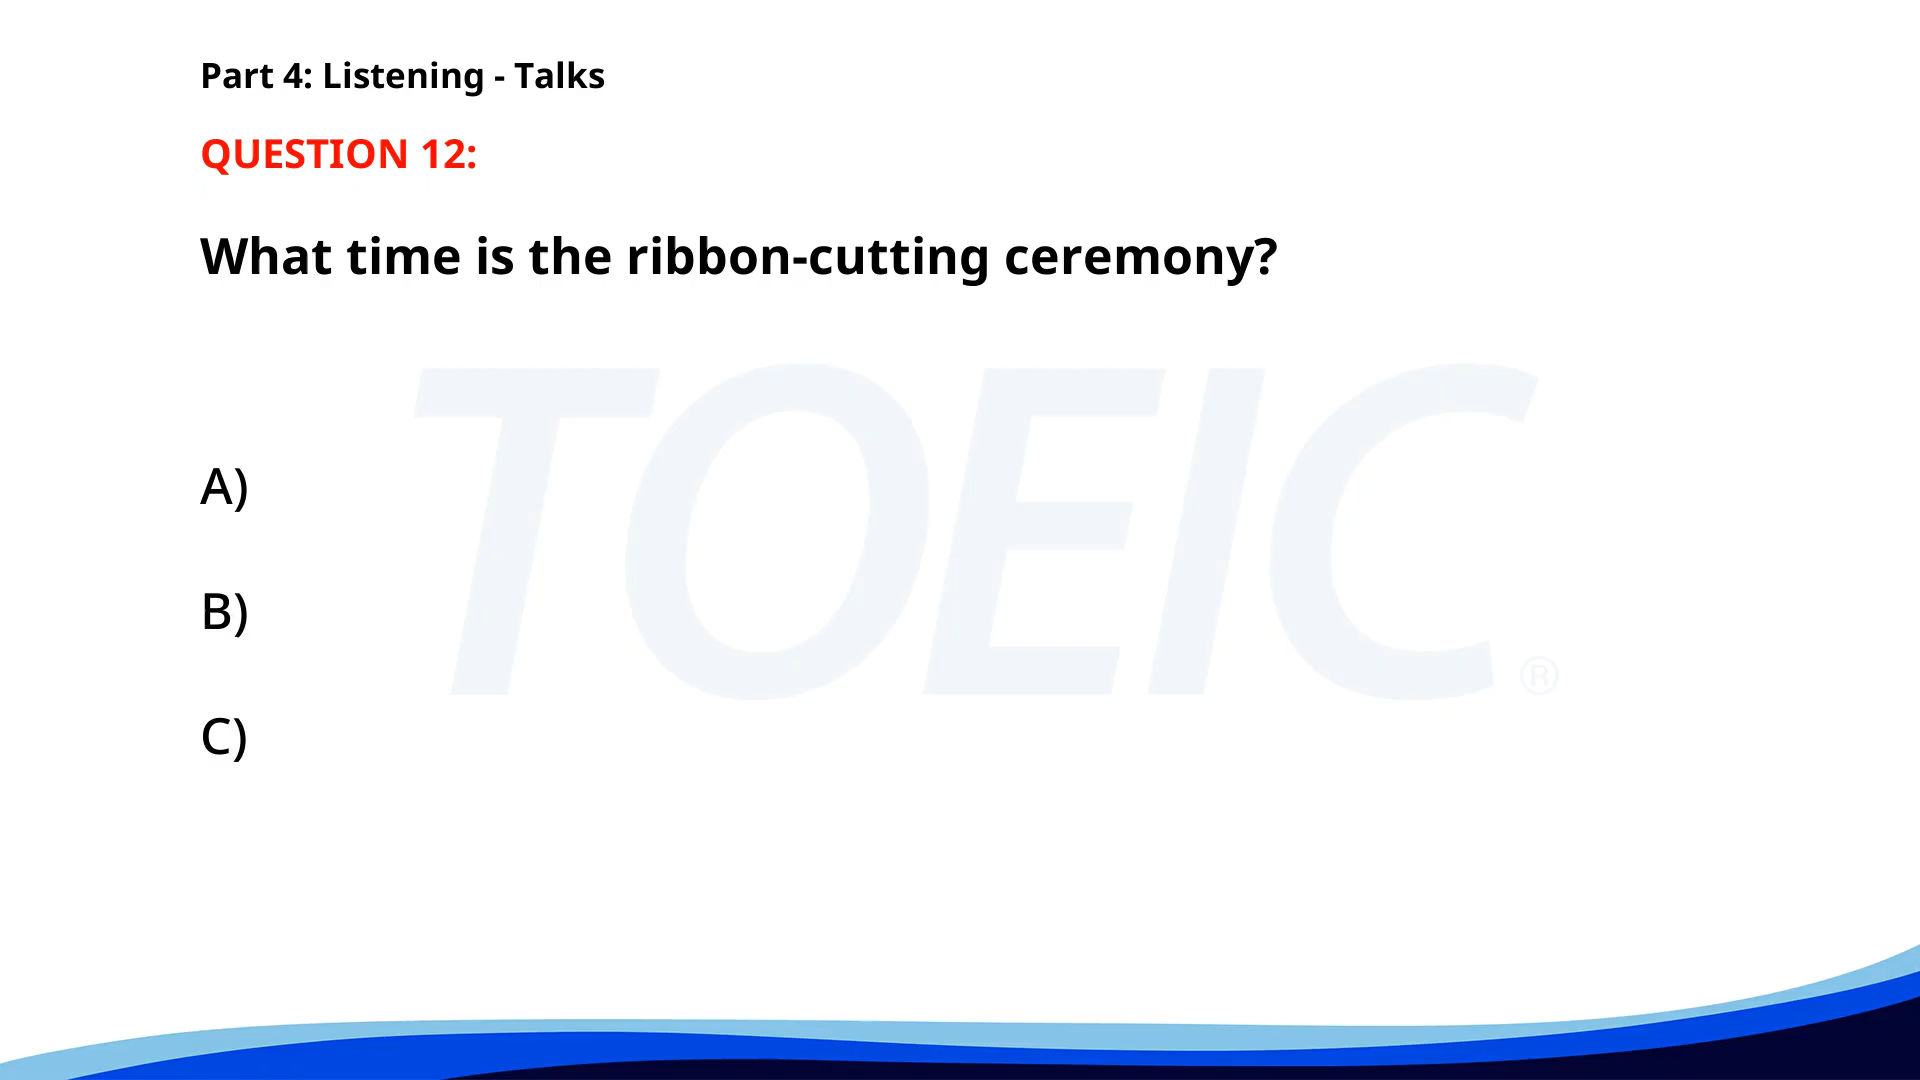 Part 4: Listening - Talks
QUESTION 12:
What time is the ribbon-cutting ceremony?
TOEIC®
A)
B)
C)